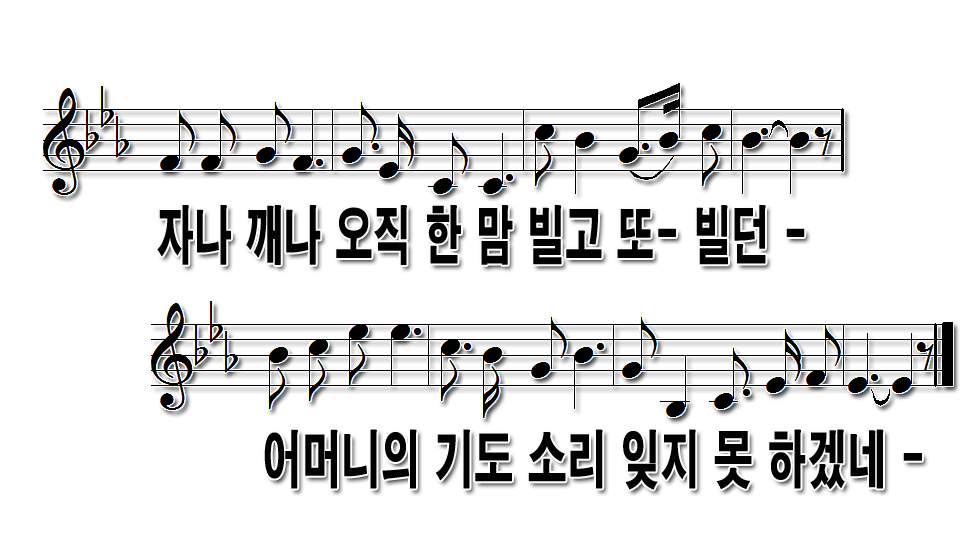 자나 깨나 오직 한 맘 빌고 또- 빌던 -
어머니의 기도 소리 잊지 못 하겠네 -